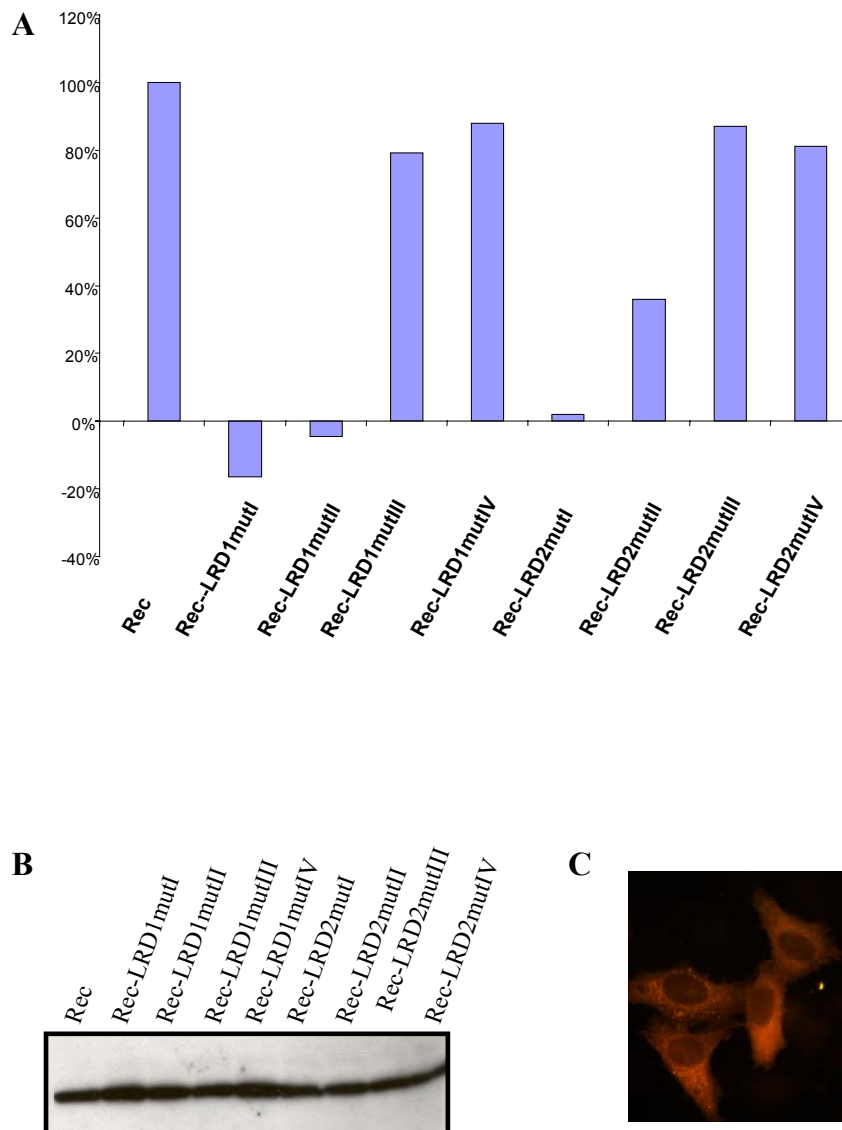 A
120%
100%
80%
60%
40%
20%
0%
-20%
-40%
Rec
Rec--LRD1mutI
Rec-LRD1mutII
Rec-LRD1mutIII
Rec-LRD1mutIV
Rec-LRD2mutI
Rec-LRD2mutII
Rec-LRD2mutIII
Rec-LRD2mutIV
B
Rec
Rec-LRD1mutI
Rec-LRD1mutII
Rec-LRD1mutIII
Rec-LRD1mutIV
Rec-LRD2mutI
Rec-LRD2mutII
Rec-LRD2mutIII
Rec-LRD2mutIV
C